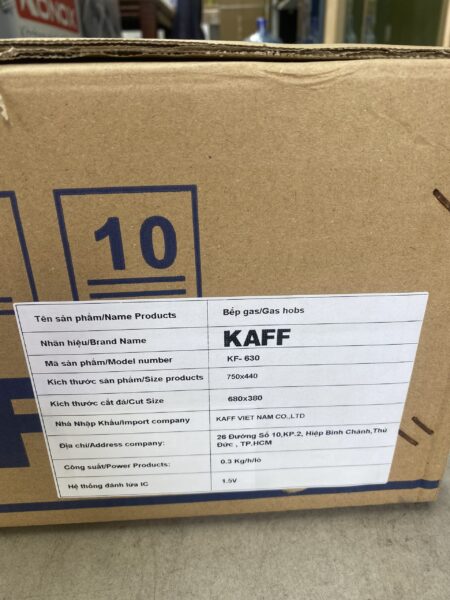 KONOX
10
Tên sản phẩm/Name Products
Bếp gas/Gas hobs
Nhãn hiệu/Brand Name
KAFF
Mã sản phẩm/Model number
KF- 630
Kích thước sản phẩm/Size products
750x440
Kích thước cắt đá/Cut Size
680x380
Nhà Nhập Khẩu/Import company
KAFF VIET NAM CO.,LTD
Địa chỉ/Address company:
26 Đường Số 10,KP.2, Hiệp Bình Chánh,Thủ
Đức , TP.HCM
Công suất/Power Products:
0.3 Kg/h/lò
Hệ thống đánh lửa IC
1.5V